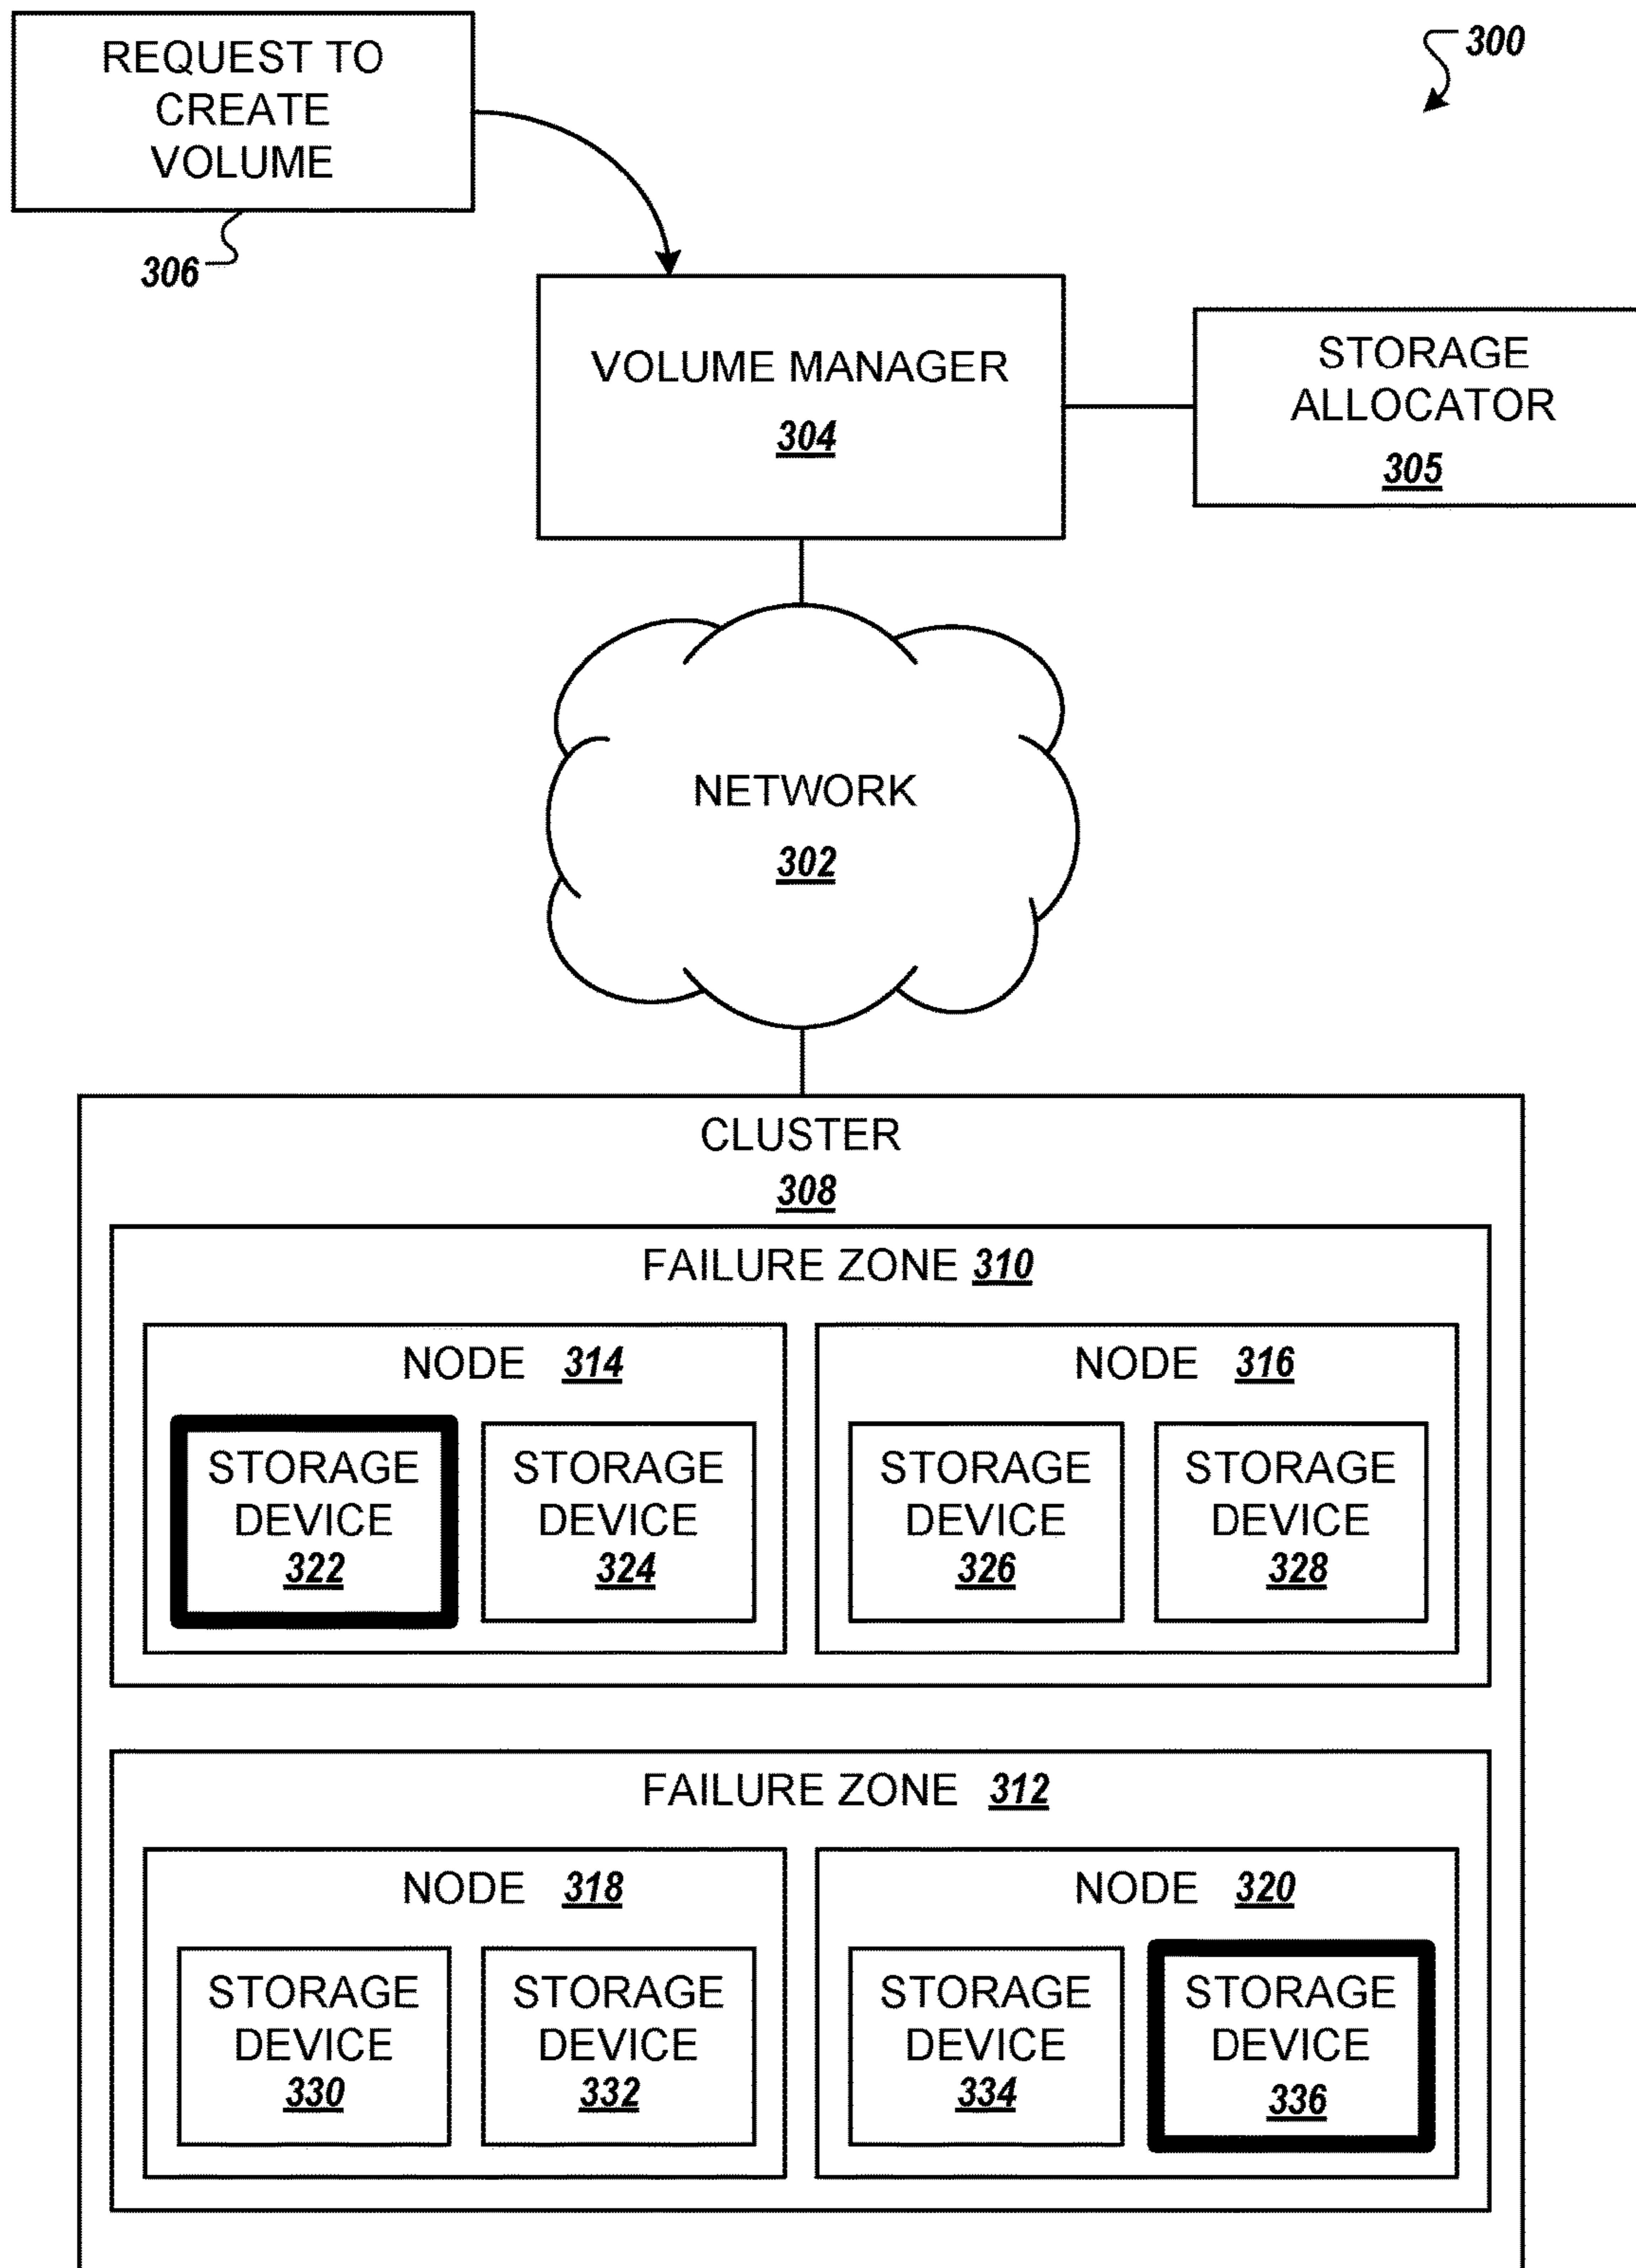 REQUEST TO
CREATE
VOLUME
306
300
VOLUME MANAGER
304
STORAGE
ALLOCATOR
305
NETWORK
302
CLUSTER
308
FAILURE ZONE 310
NODE 314
STORAGE
DEVICE
322
STORAGE
DEVICE
324
NODE 316
STORAGE
DEVICE
326
STORAGE
DEVICE
328
FAILURE ZONE 312
NODE 318
STORAGE
DEVICE
330
STORAGE
DEVICE
332
NODE 320
STORAGE
DEVICE
334
STORAGE
DEVICE
336